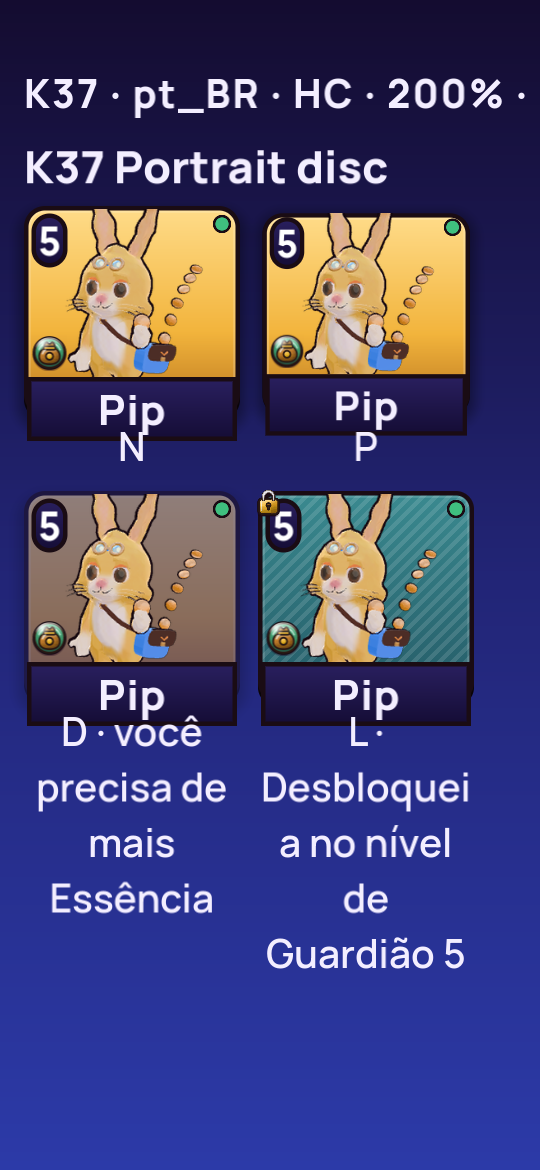 K37 · pt_BR · HC · 200% ·
K37 Portrait disc
5
5
Pip
Pip
N
P
5
5
Pip
Pip
D · você
precisa de
mais
Essência
L ·
Desbloquei
a no nível
de
Guardião 5